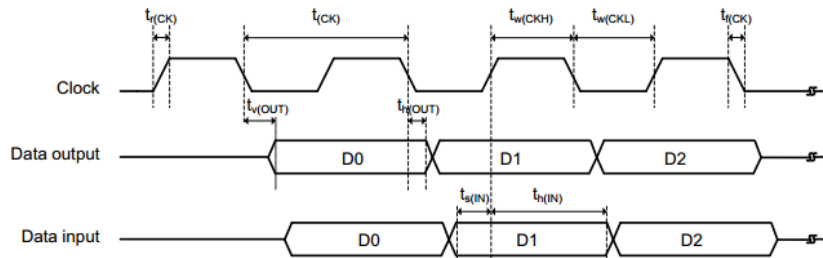 tr(CK) t(CK) tw(CKH) tw(CKL) tf(CK)
Clock
tv(OUT) th(OUT)
Data output D0 D1 D2
ts(IN) th(IN)
Data input D0 D1 D2